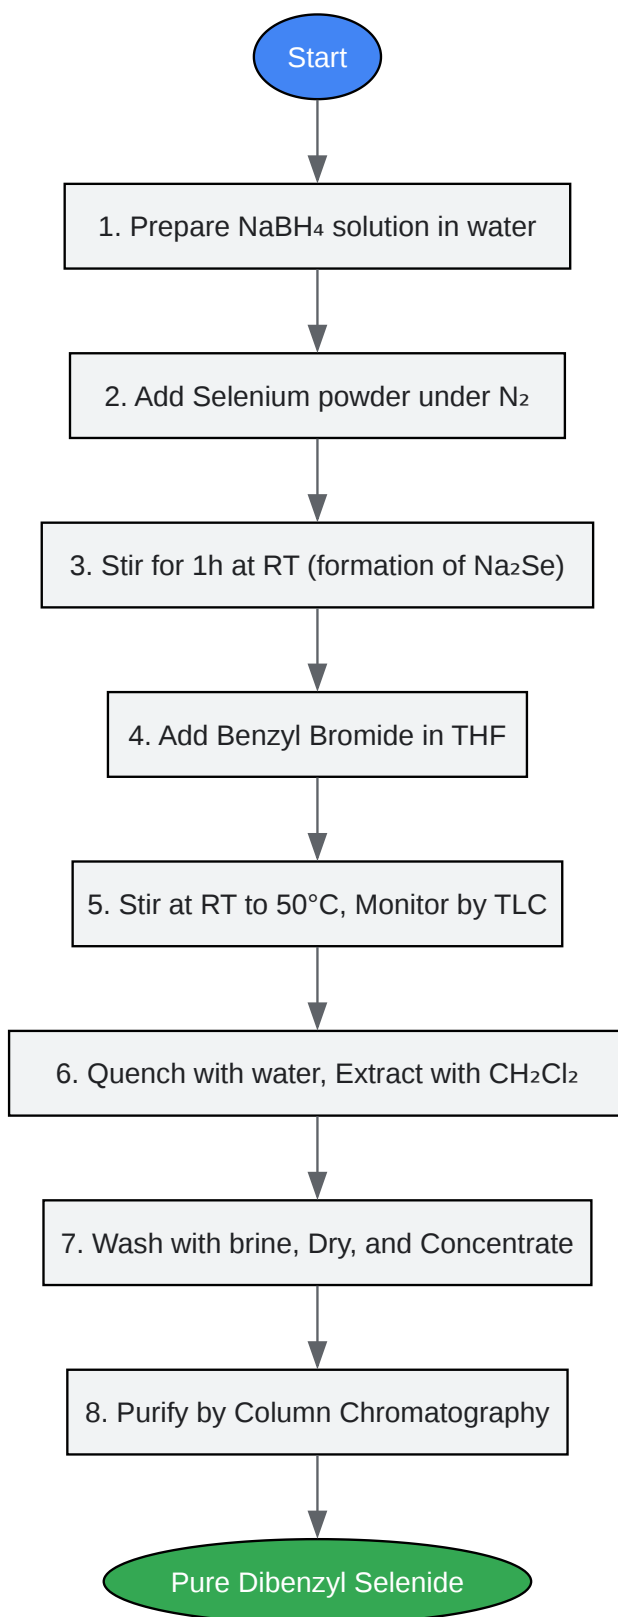 Start
1. Prepare NaBH₄ solution in water
2. Add Selenium powder under N₂
3. Stir for 1h at RT (formation of Na₂Se)
4. Add Benzyl Bromide in THF
5. Stir at RT to 50°C, Monitor by TLC
6. Quench with water, Extract with CH₂Cl₂
7. Wash with brine, Dry, and Concentrate
8. Purify by Column Chromatography
Pure Dibenzyl Selenide